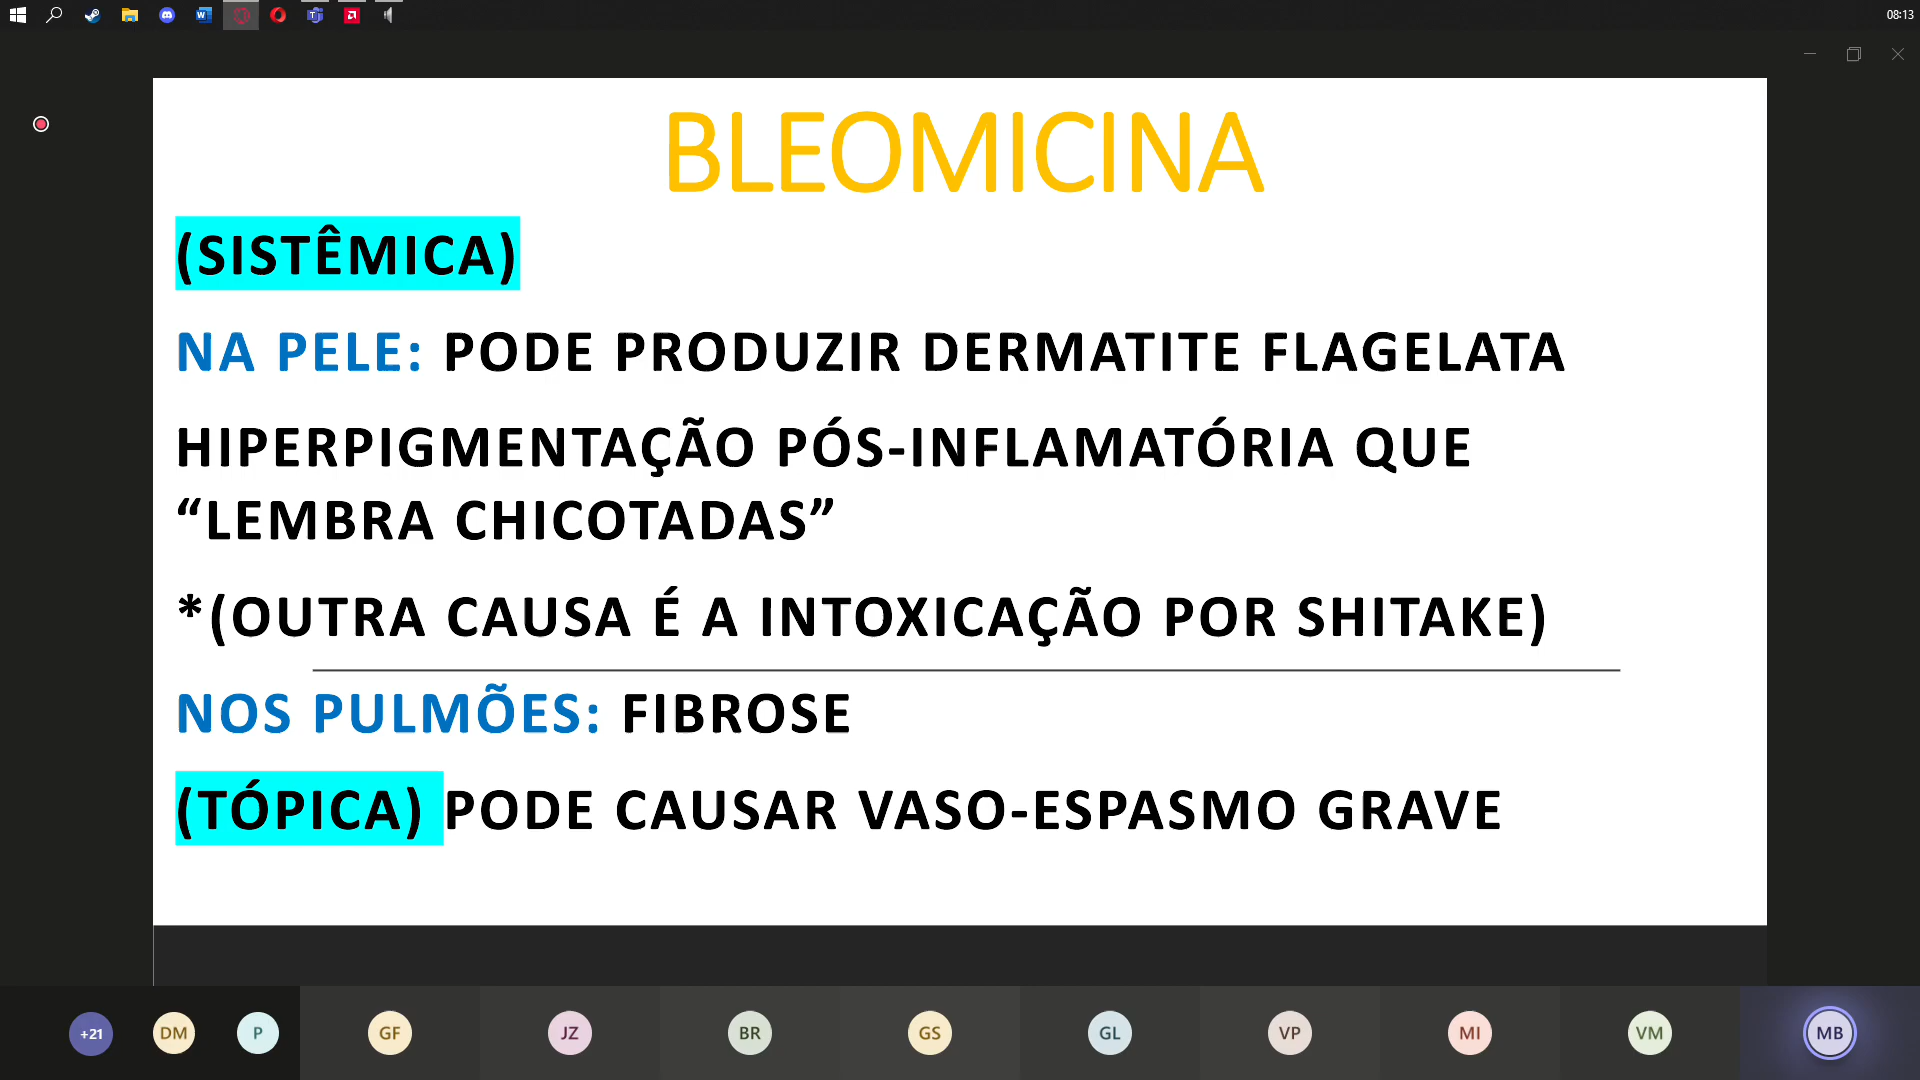 08:13
BLEOMICINA
(SISTÊMICA)
NA PELE: PODE PRODUZIR DERMATITE FLAGELATA
HIPERPIGMENTAÇÃO PÓS-INFLAMATÓRIA QUE
“LEMBRA CHICOTADAS”
*(OUTRA CAUSA É A INTOXICAÇÃO POR SHITAKE)
NOS PULMÕES: FIBROSE
(TÓPICA) PODE CAUSAR VASO-ESPASMO GRAVE
+21 DM P GF JZ BR GS GL VP MI VM MB